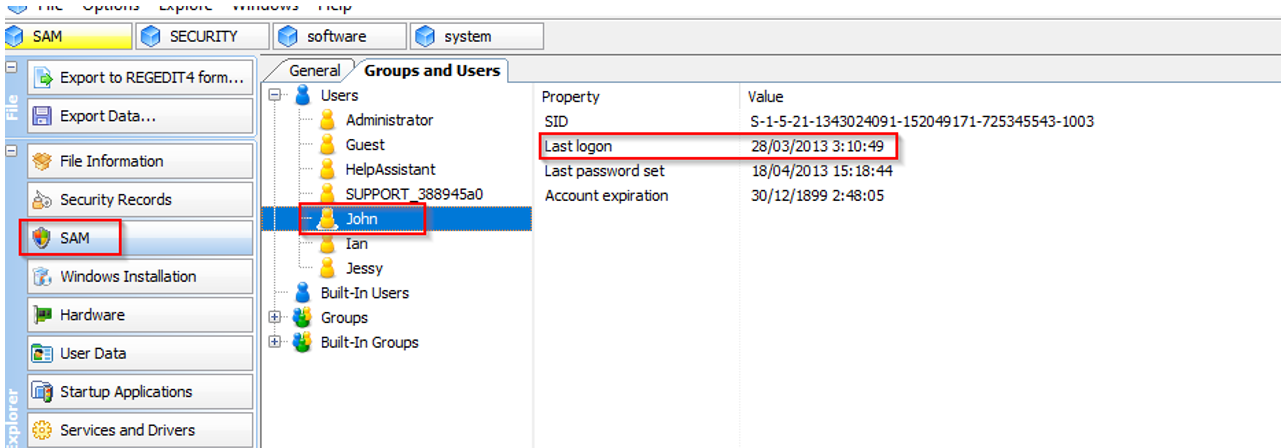 File Options Explore Windows Help
SAM SECURITY software system
File
Export to REGEDIT4 form...
Export Data...
Explorer
File Information
Security Records
SAM
Windows Installation
Hardware
User Data
Startup Applications
Services and Drivers
General Groups and Users
Users
Administrator
Guest
HelpAssistant
SUPPORT_388945a0
John
Ian
Jessy
Built-In Users
Groups
Built-In Groups
Property Value
SID S-1-5-21-1343024091-152049171-725345543-1003
Last logon 28/03/2013 3:10:49
Last password set 18/04/2013 15:18:44
Account expiration 30/12/1899 2:48:05